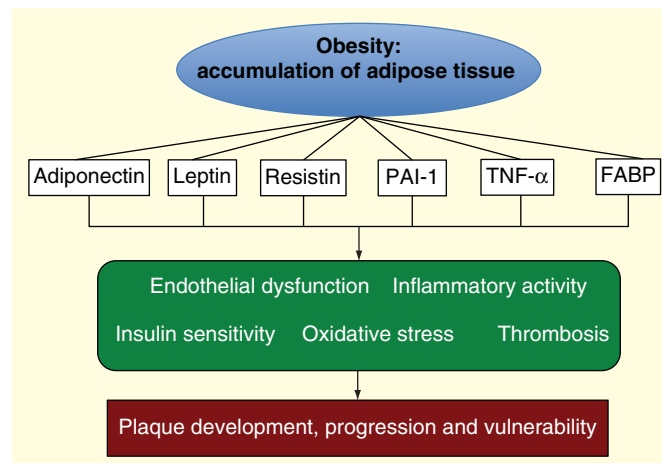 Obesity:
accumulation of adipose tissue
Adiponectin Leptin Resistin PAI-1 TNF-α FABP
Endothelial dysfunction Inflammatory activity
Insulin sensitivity Oxidative stress Thrombosis
Plaque development, progression and vulnerability